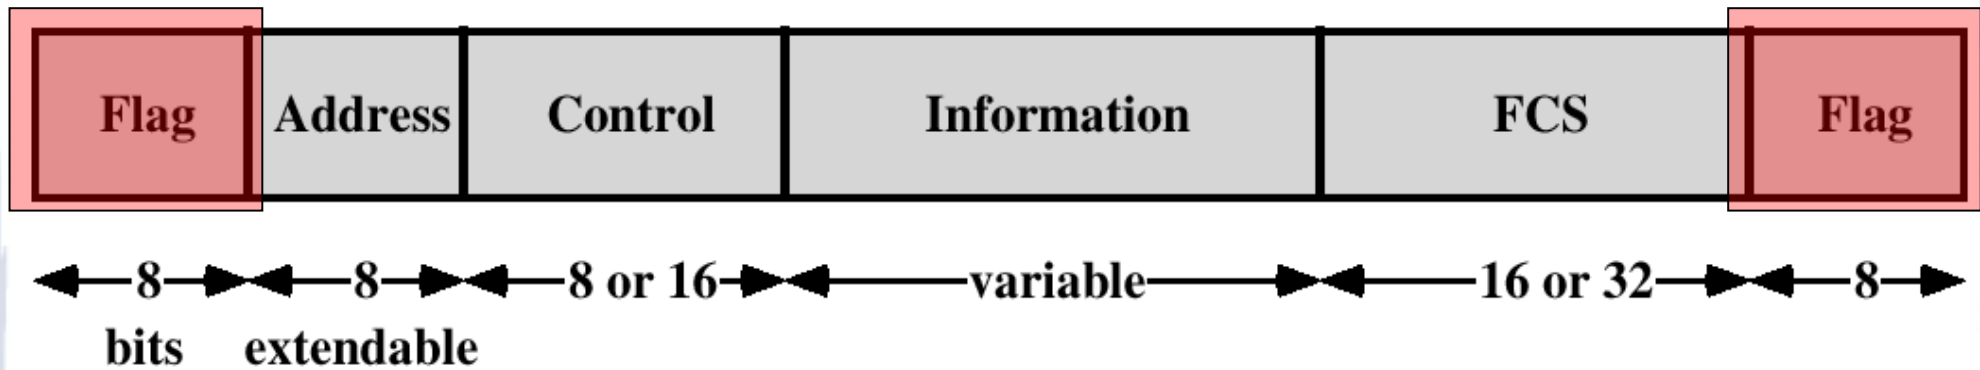 Flag Address Control Information FCS Flag
8 8 8 or 16 variable 16 or 32 8
bits extendable